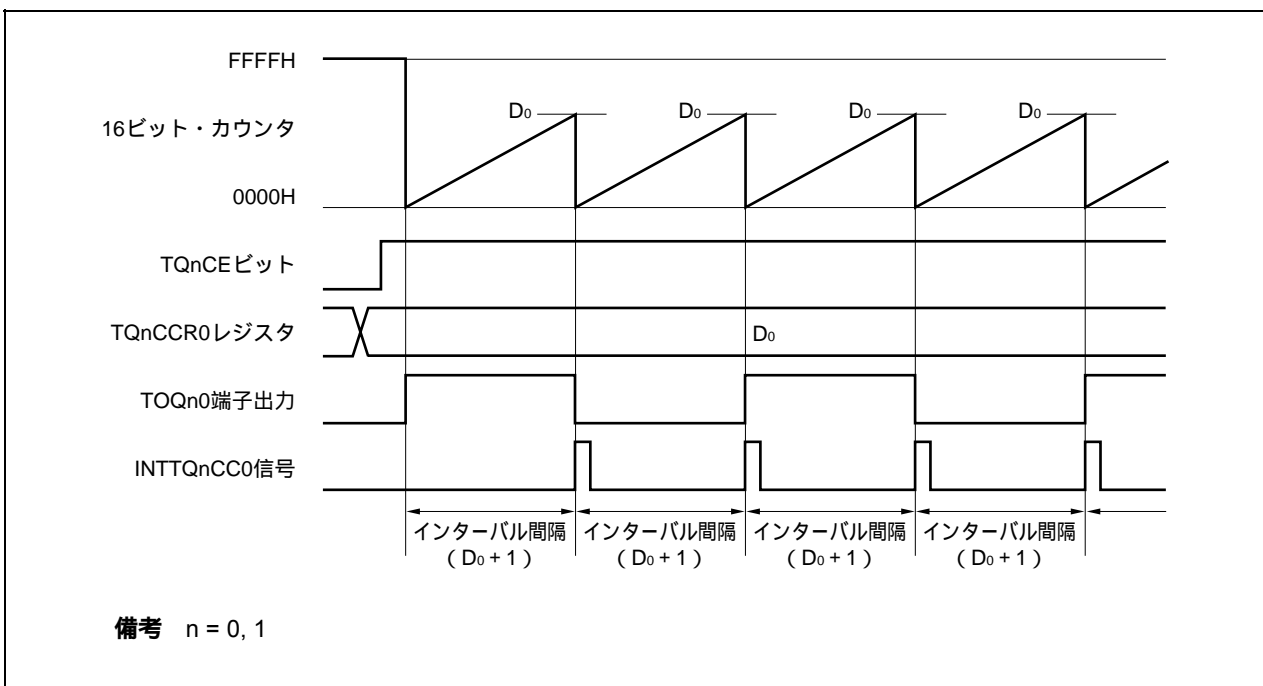 FFFFH
D0 D0 D0 D0
16ビット・カウンタ
0000H
TQnCEビット
TQnCCR0レジスタ D0
TOQn0端子出力
INTTQnCC0信号
インターバル間隔 インターバル間隔 インターバル間隔 インターバル間隔
（D0 + 1） （D0 + 1） （D0 + 1） （D0 + 1）
備考 n = 0, 1